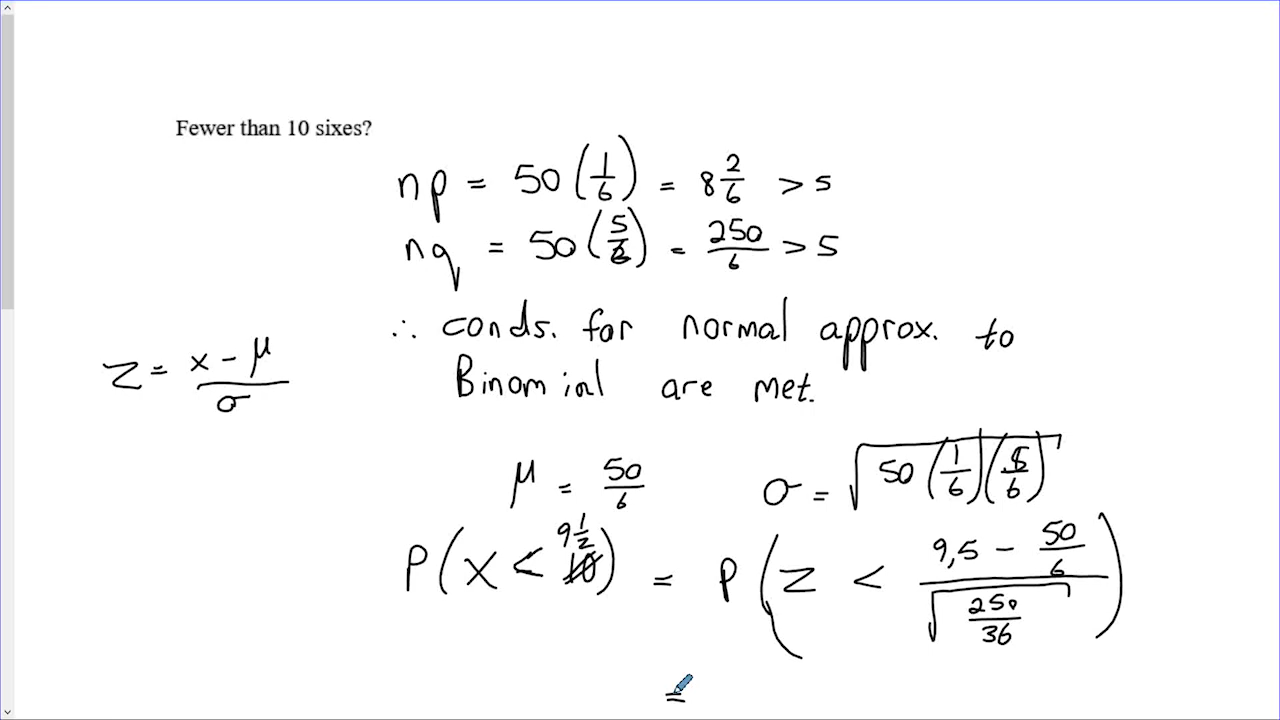 Fewer than 10 sixes?
np = 50(1/6) = 8 2/6 > 5
nq = 50(5/6) = 250/6 > 5
∴ conds. for normal approx. to
Binomial are met.
z = (x - μ)/σ
μ = 50/6 σ = √(50(1/6)(5/6))
P(X < 9 1/2) = P(Z < (9,5 - 50/6)/√(250/36))
=